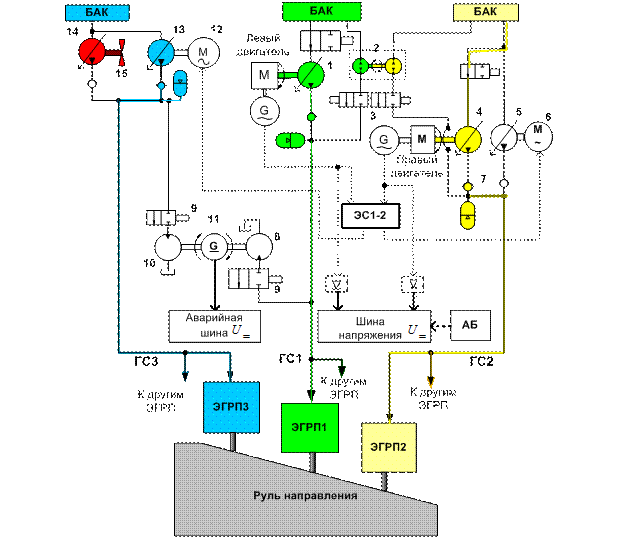 БАК
БАК
БАК
14
13
12
Левый
двигатель
2
15
M
M
1
G
3
4
5
6
G
M
M
~
Правый
двигатель
7
ЭС1-2
9
11
10
G
8
9
Аварийная
шина U=
Шина
напряжения U=
АБ
ГС3
ГС1
ГС2
К другим
ЭГРП
К другим
ЭГРП
К другим
ЭГРП
ЭГРП3
ЭГРП1
ЭГРП2
Руль направления